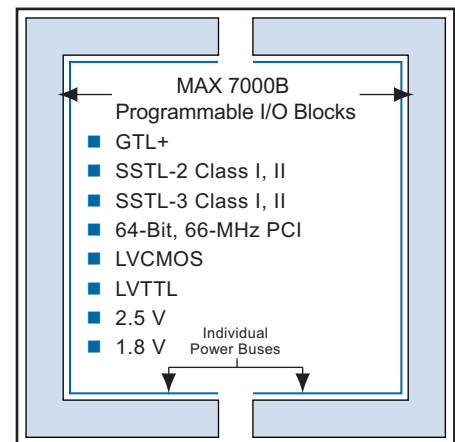 MAX 7000B
Programmable I/O Blocks
■ GTL+
■ SSTL-2 Class I, II
■ SSTL-3 Class I, II
■ 64-Bit, 66-MHz PCI
■ LVCMOS
■ LVTTL
■ 2.5 V
■ 1.8 V
Individual
Power Buses